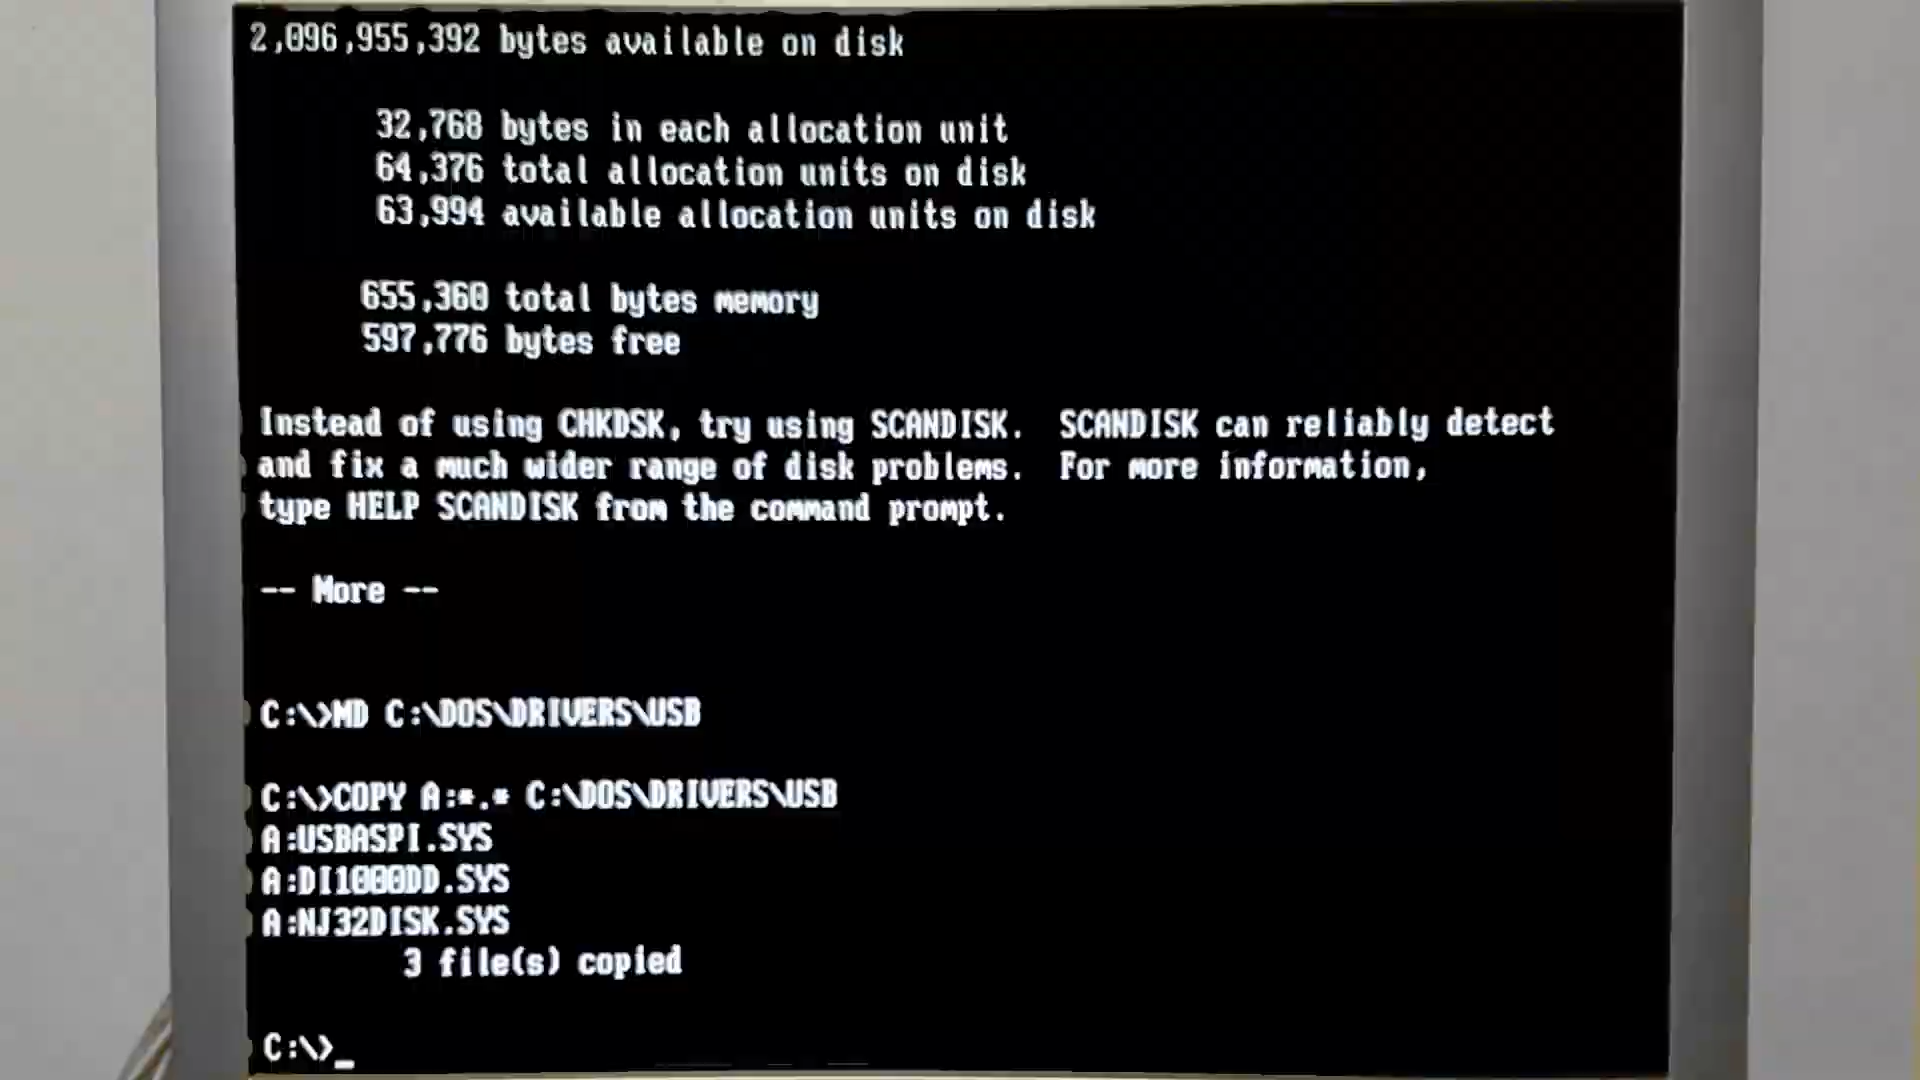 2,096,955,392 bytes available on disk
32,768 bytes in each allocation unit
64,376 total allocation units on disk
63,994 available allocation units on disk
655,360 total bytes memory
597,776 bytes free
Instead of using CHKDSK, try using SCANDISK.  SCANDISK can reliably detect
and fix a much wider range of disk problems.  For more information,
type HELP SCANDISK from the command prompt.
-- More --
C:\>MD C:\DOS\DRIVERS\USB
C:\>COPY A:*.* C:\DOS\DRIVERS\USB
A:USBASPI.SYS
A:DI1000DD.SYS
A:NJ32DISK.SYS
3 file(s) copied
C:\>_